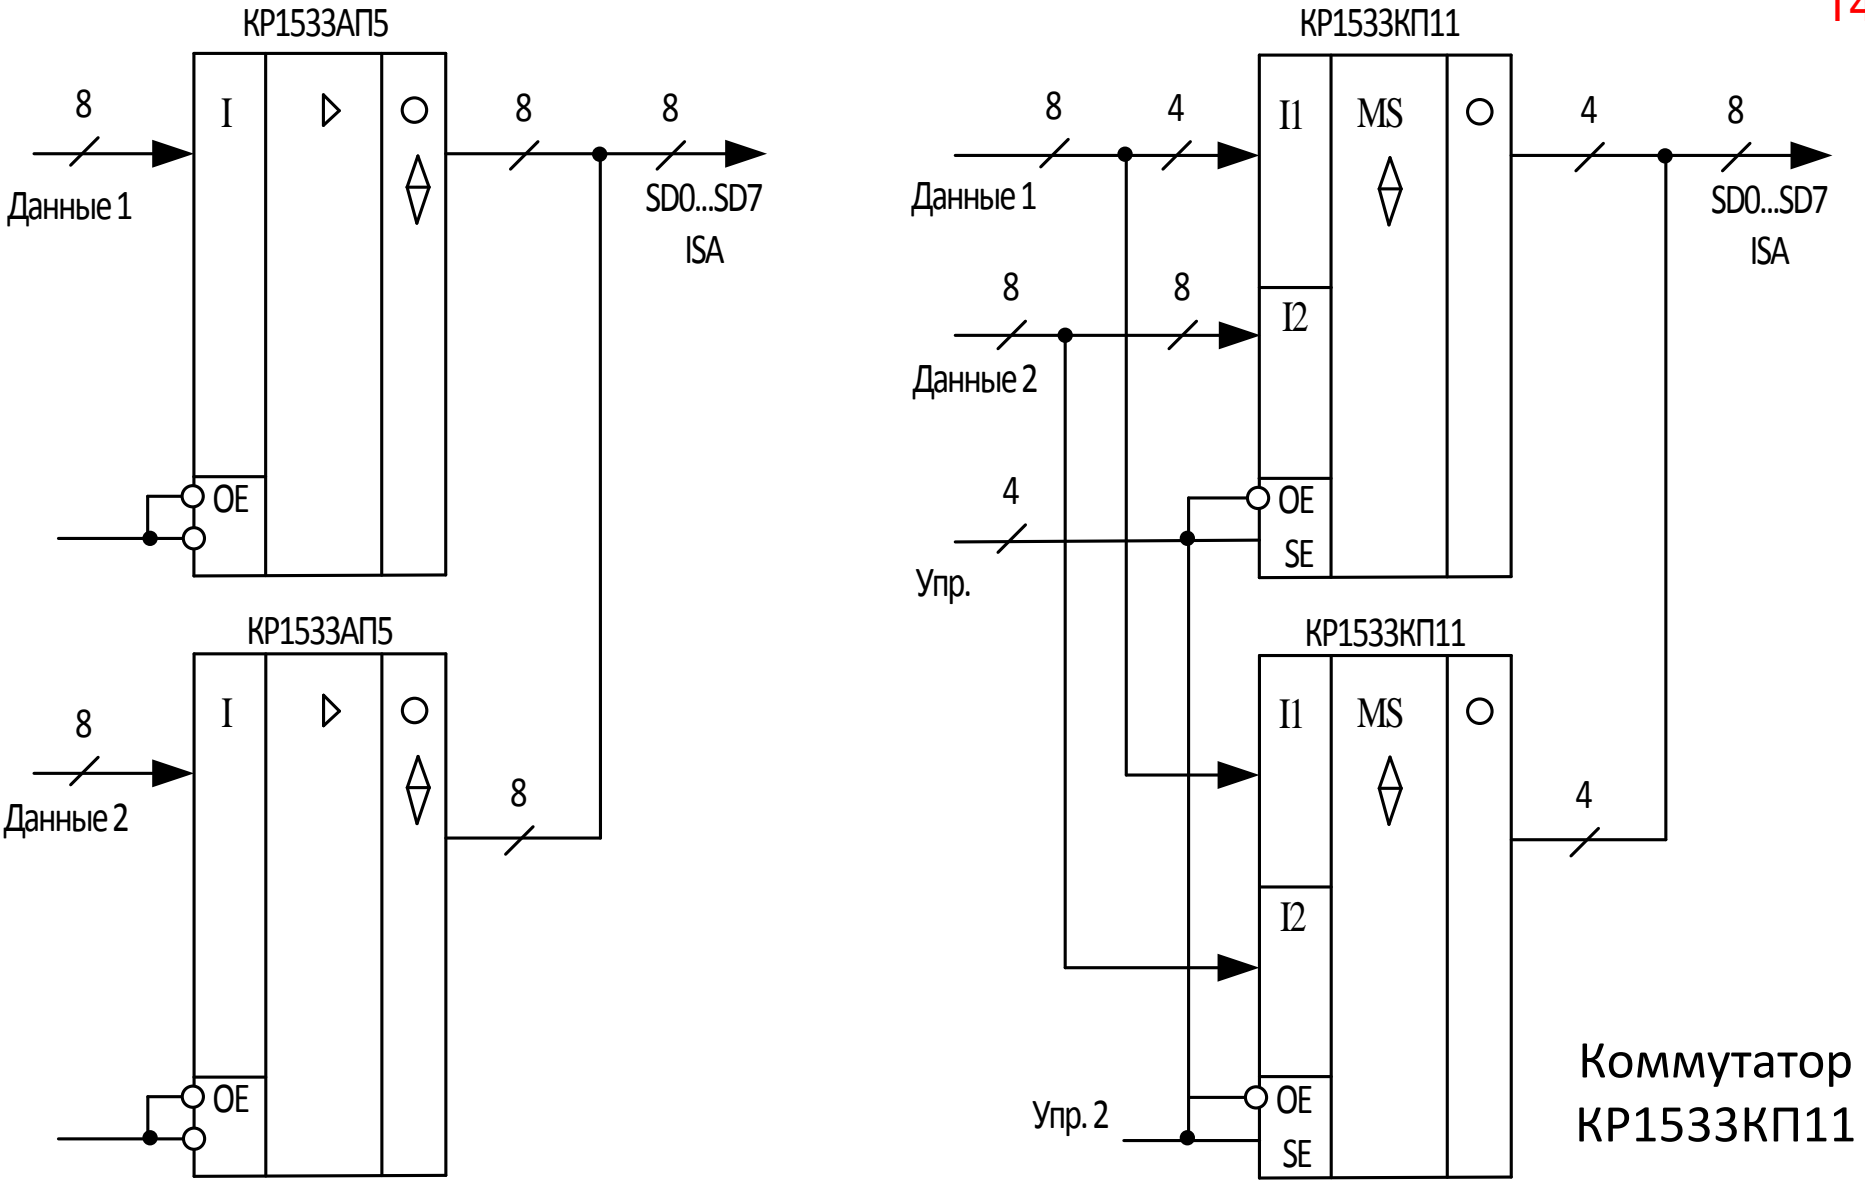 КР1533АП5
8
I
8
8
Данные 1
SD0...SD7
ISA
OE
КР1533АП5
8
I
8
Данные 2
OE
КР1533КП11
8
4
I1
MS
4
8
Данные 1
SD0...SD7
ISA
8
8
I2
Данные 2
4
OE
SE
Упр.
КР1533КП11
I1
MS
4
I2
Упр. 2
OE
SE
Коммутатор
КР1533КП11